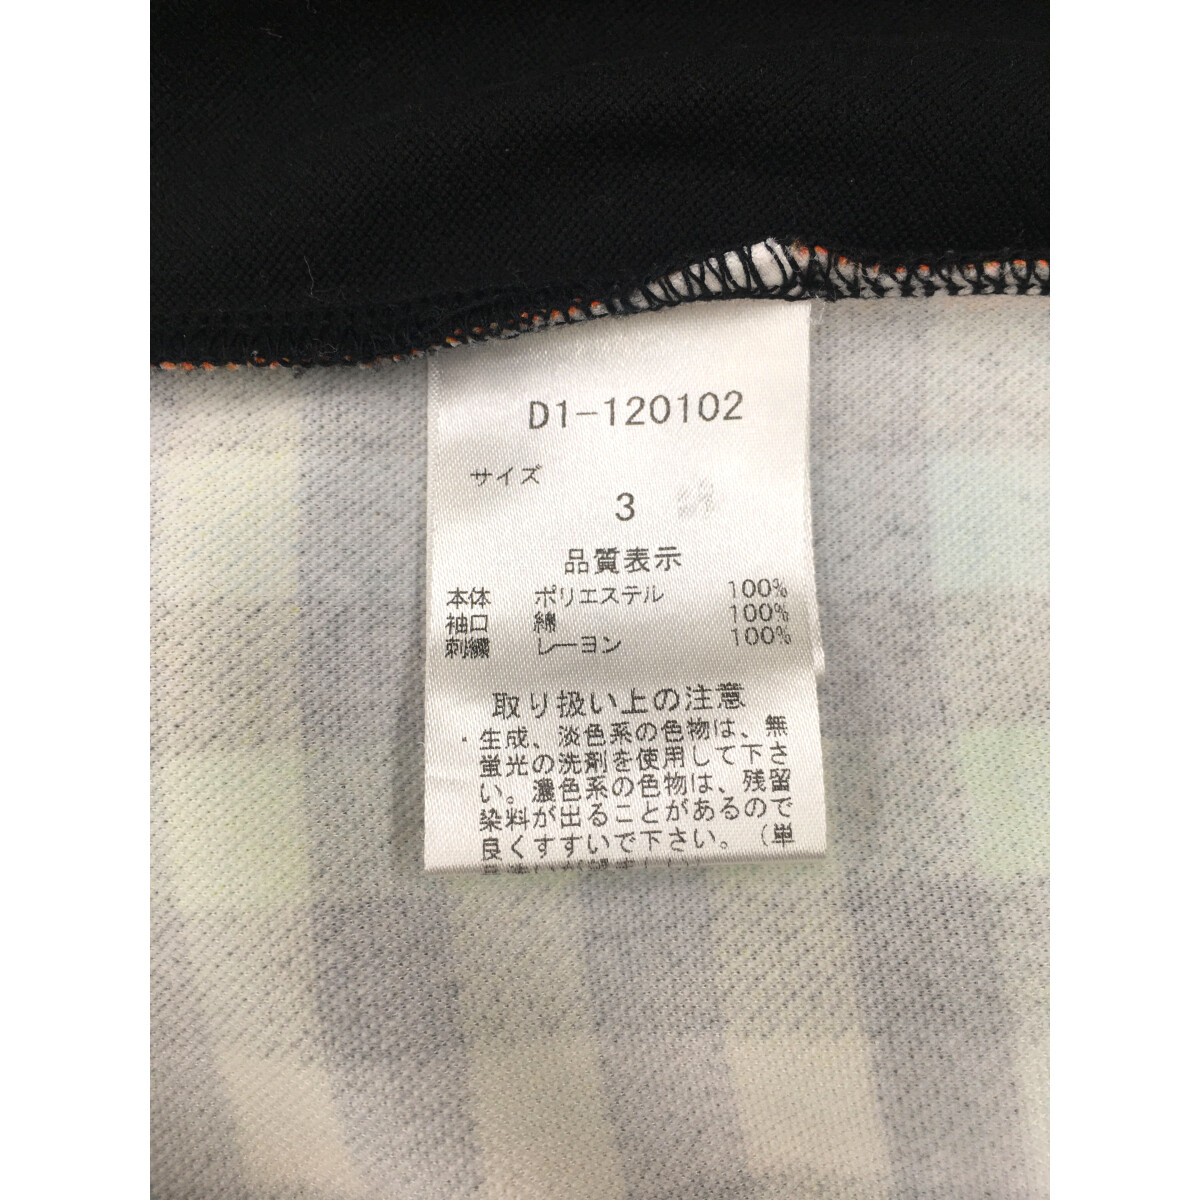 D1-120102
サイズ
3
品質表示
本体 ポリエステル 100%
袖口 綿 100%
刺繍 レーヨン 100%
取り扱い上の注意
・生成、淡色系の色物は、無
蛍光の洗剤を使用して下さ
い。濃色系の色物は、残留
染料が出ることがあるので
良くすすいで下さい。（単